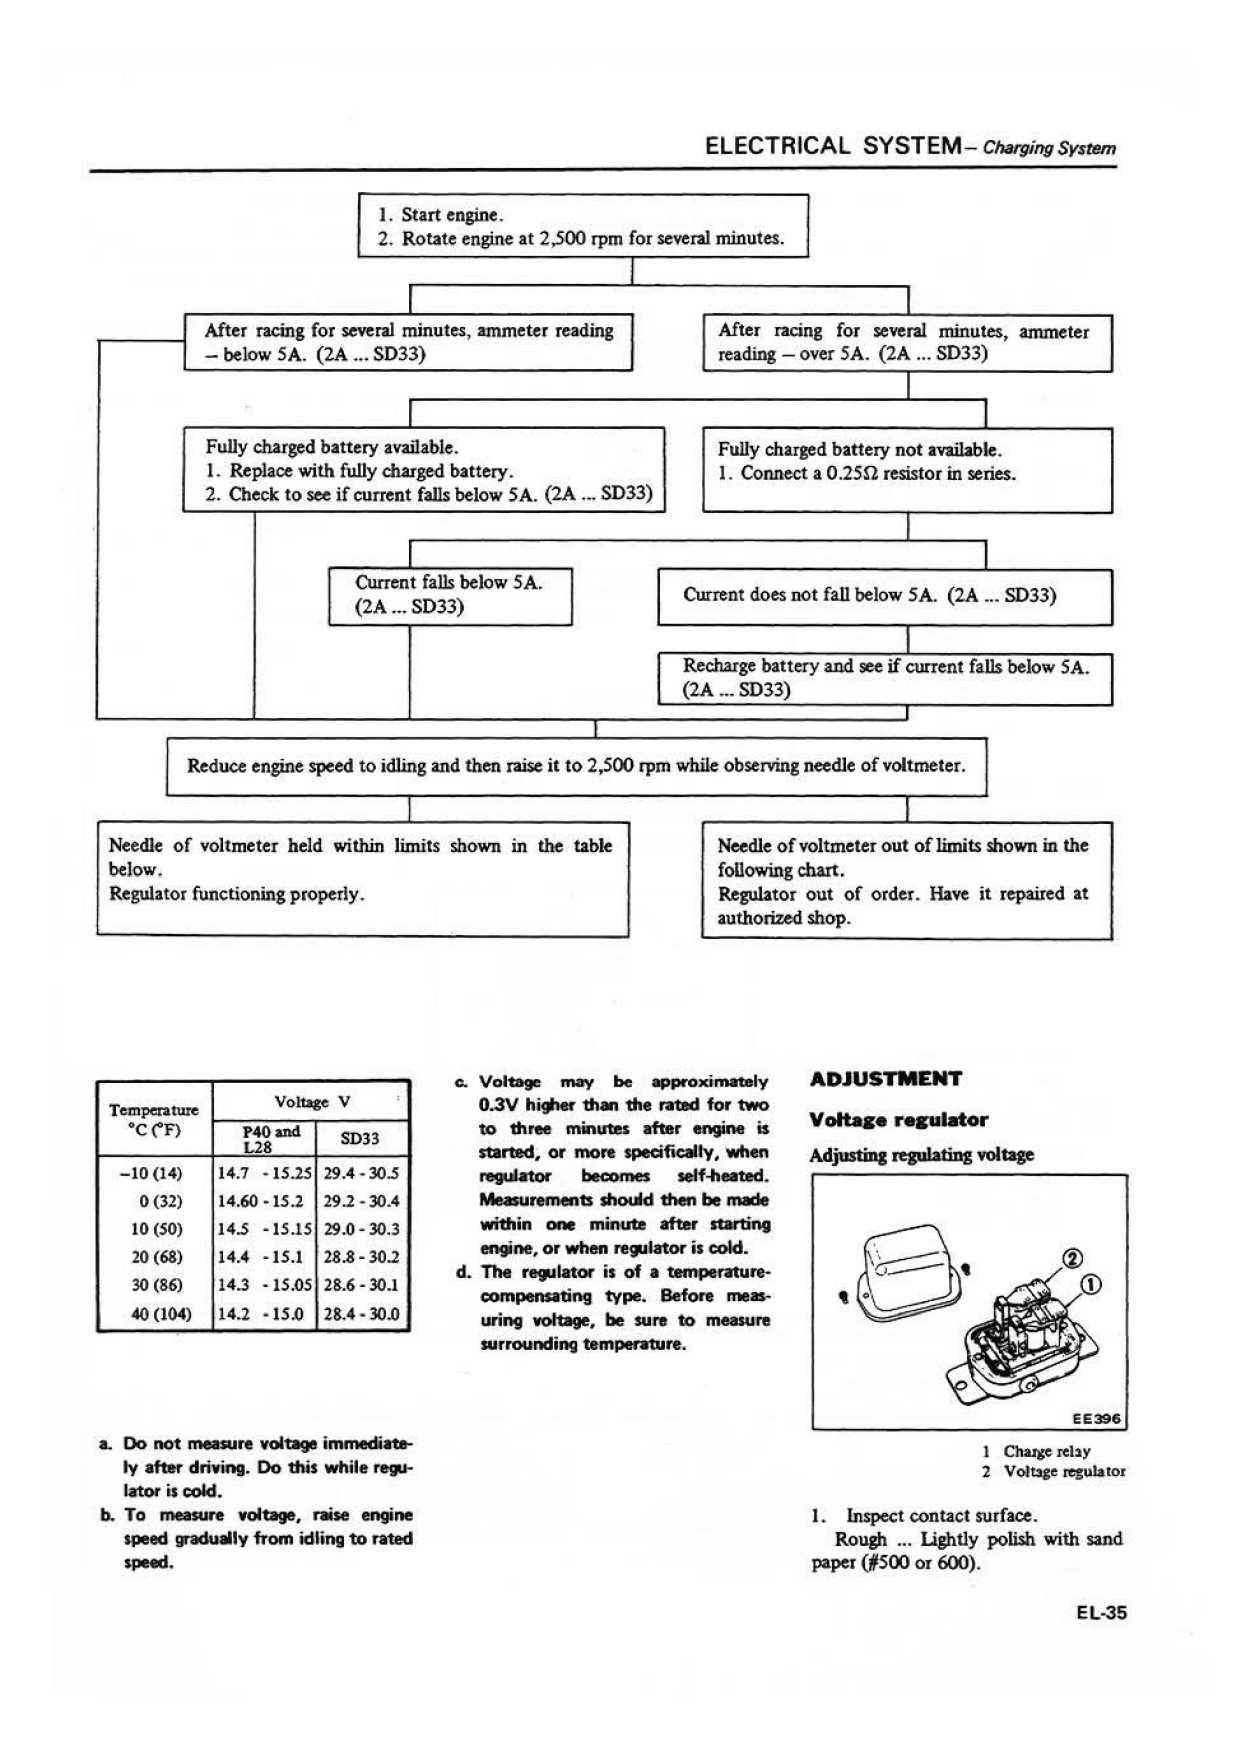 ELECTRICAL SYSTEM – Charging System
1. Start engine.
2. Rotate engine at 2,500 rpm for several minutes.
After racing for several minutes, ammeter reading
– below 5A. (2A ... SD33)
After racing for several minutes, ammeter
reading – over 5A. (2A ... SD33)
Fully charged battery available.
1. Replace with fully charged battery.
2. Check to see if current falls below 5A. (2A ... SD33)
Fully charged battery not available.
1. Connect a 0.25Ω resistor in series.
Current falls below 5A.
(2A ... SD33)
Current does not fall below 5A. (2A ... SD33)
Recharge battery and see if current falls below 5A.
(2A ... SD33)
Reduce engine speed to idling and then raise it to 2,500 rpm while observing needle of voltmeter.
Needle of voltmeter held within limits shown in the table
below.
Regulator functioning properly.
Needle of voltmeter out of limits shown in the
following chart.
Regulator out of order. Have it repaired at
authorized shop.
Temperature
°C (°F)
Voltage V
P40 and
L28
SD33
–10 (14) 14.7 - 15.25 29.4 - 30.5
0 (32) 14.60 - 15.2 29.2 - 30.4
10 (50) 14.5 - 15.15 29.0 - 30.3
20 (68) 14.4 - 15.1 28.8 - 30.2
30 (86) 14.3 - 15.05 28.6 - 30.1
40 (104) 14.2 - 15.0 28.4 - 30.0
a. Do not measure voltage immediate-
ly after driving. Do this while regu-
lator is cold.
b. To measure voltage, raise engine
speed gradually from idling to rated
speed.
c. Voltage may be approximately
0.3V higher than the rated for two
to three minutes after engine is
started, or more specifically, when
regulator becomes self-heated.
Measurements should then be made
within one minute after starting
engine, or when regulator is cold.
d. The regulator is of a temperature-
compensating type. Before meas-
uring voltage, be sure to measure
surrounding temperature.
ADJUSTMENT
Voltage regulator
Adjusting regulating voltage
2
1
EE396
1 Charge relay
2 Voltage regulator
1. Inspect contact surface.
Rough ... Lightly polish with sand
paper (#500 or 600).
EL-35